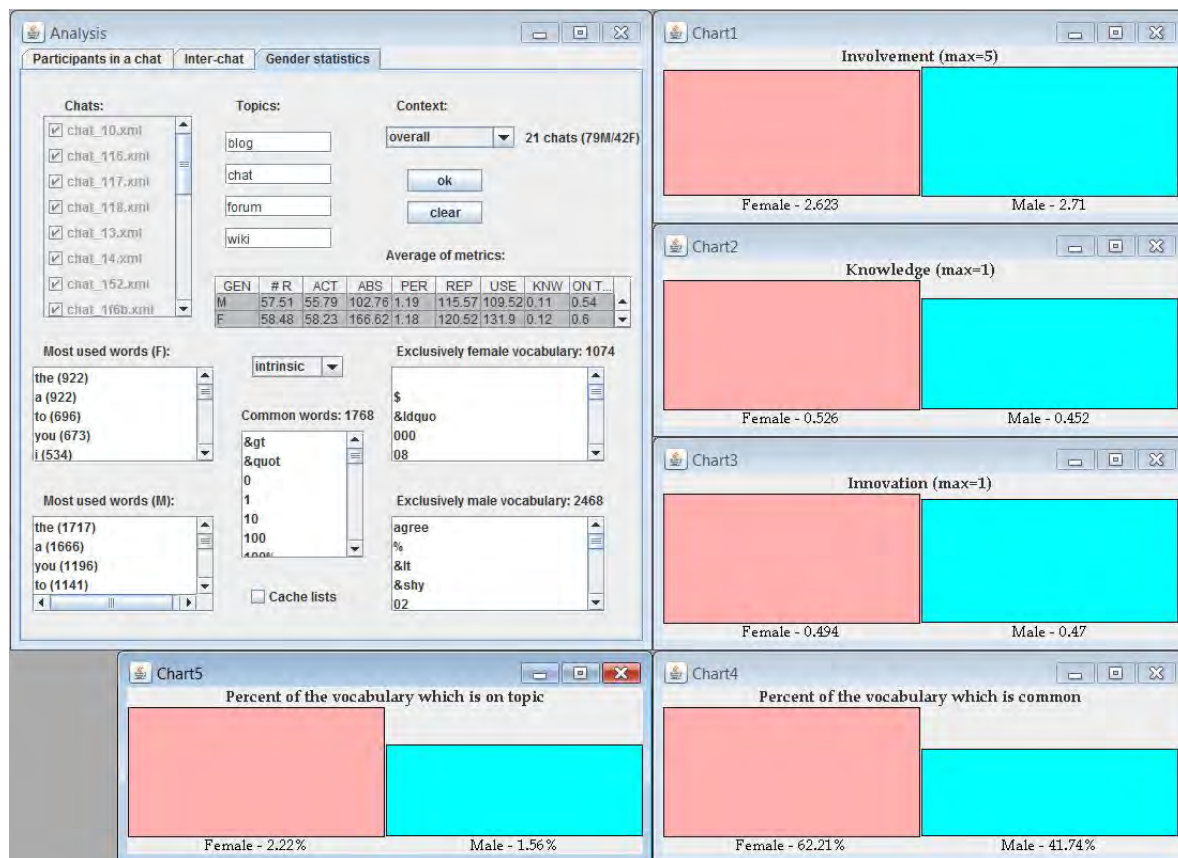 Analysis
Participants in a chat Inter-chat Gender statistics
Chats:
chat_10.xml
chat_116.xml
chat_117.xml
chat_118.xml
chat_13.xml
chat_14.xml
chat_152.xml
chat_1f6b.xml
Topics:
blog
chat
forum
wiki
Context:
overall 21 chats (79M/42F)
ok
clear
Average of metrics:
GEN # R ACT ABS PER REP USE KNW ON T...
M 57.51 55.79 102.76 1.19 115.57 109.52 0.11 0.54
F 58.48 58.23 166.62 1.18 120.52 131.9 0.12 0.6
Most used words (F):
the (922)
a (922)
to (696)
you (673)
i (534)
intrinsic
Common words: 1768
&gt
&quot
0
1
10
100
100%
Exclusively female vocabulary: 1074
$
&ldquo
000
08
Most used words (M):
the (1717)
a (1666)
you (1196)
to (1141)
Cache lists
Exclusively male vocabulary: 2468
agree
%
&lt
&shy
02
Chart1
Involvement (max=5)
Female - 2.623 Male - 2.71
Chart2
Knowledge (max=1)
Female - 0.526 Male - 0.452
Chart3
Innovation (max=1)
Female - 0.494 Male - 0.47
Chart5
Percent of the vocabulary which is on topic
Female - 2.22% Male - 1.56%
Chart4
Percent of the vocabulary which is common
Female - 62.21% Male - 41.74%